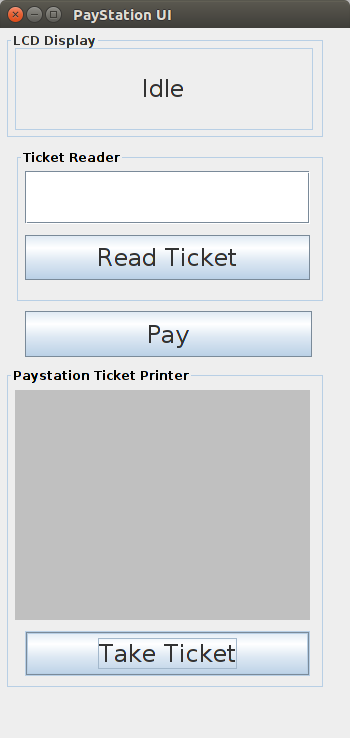 PayStation UI
LCD Display
Idle
Ticket Reader
Read Ticket
Pay
Paystation Ticket Printer
Take Ticket